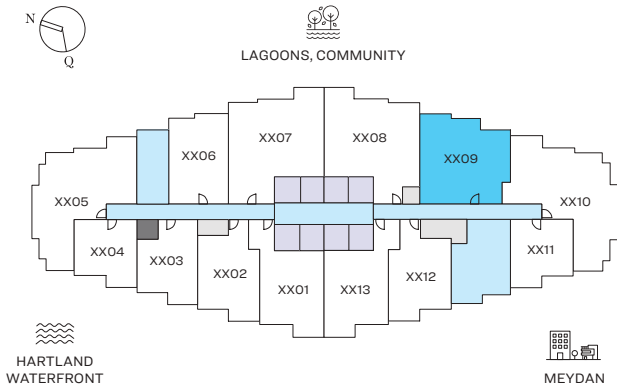 N
Q
LAGOONS, COMMUNITY
XX07
XX08
XX06
XX09
XX05
XX10
XX04
XX03
XX02
XX01
XX13
XX12
XX11
HARTLAND
WATERFRONT
MEYDAN